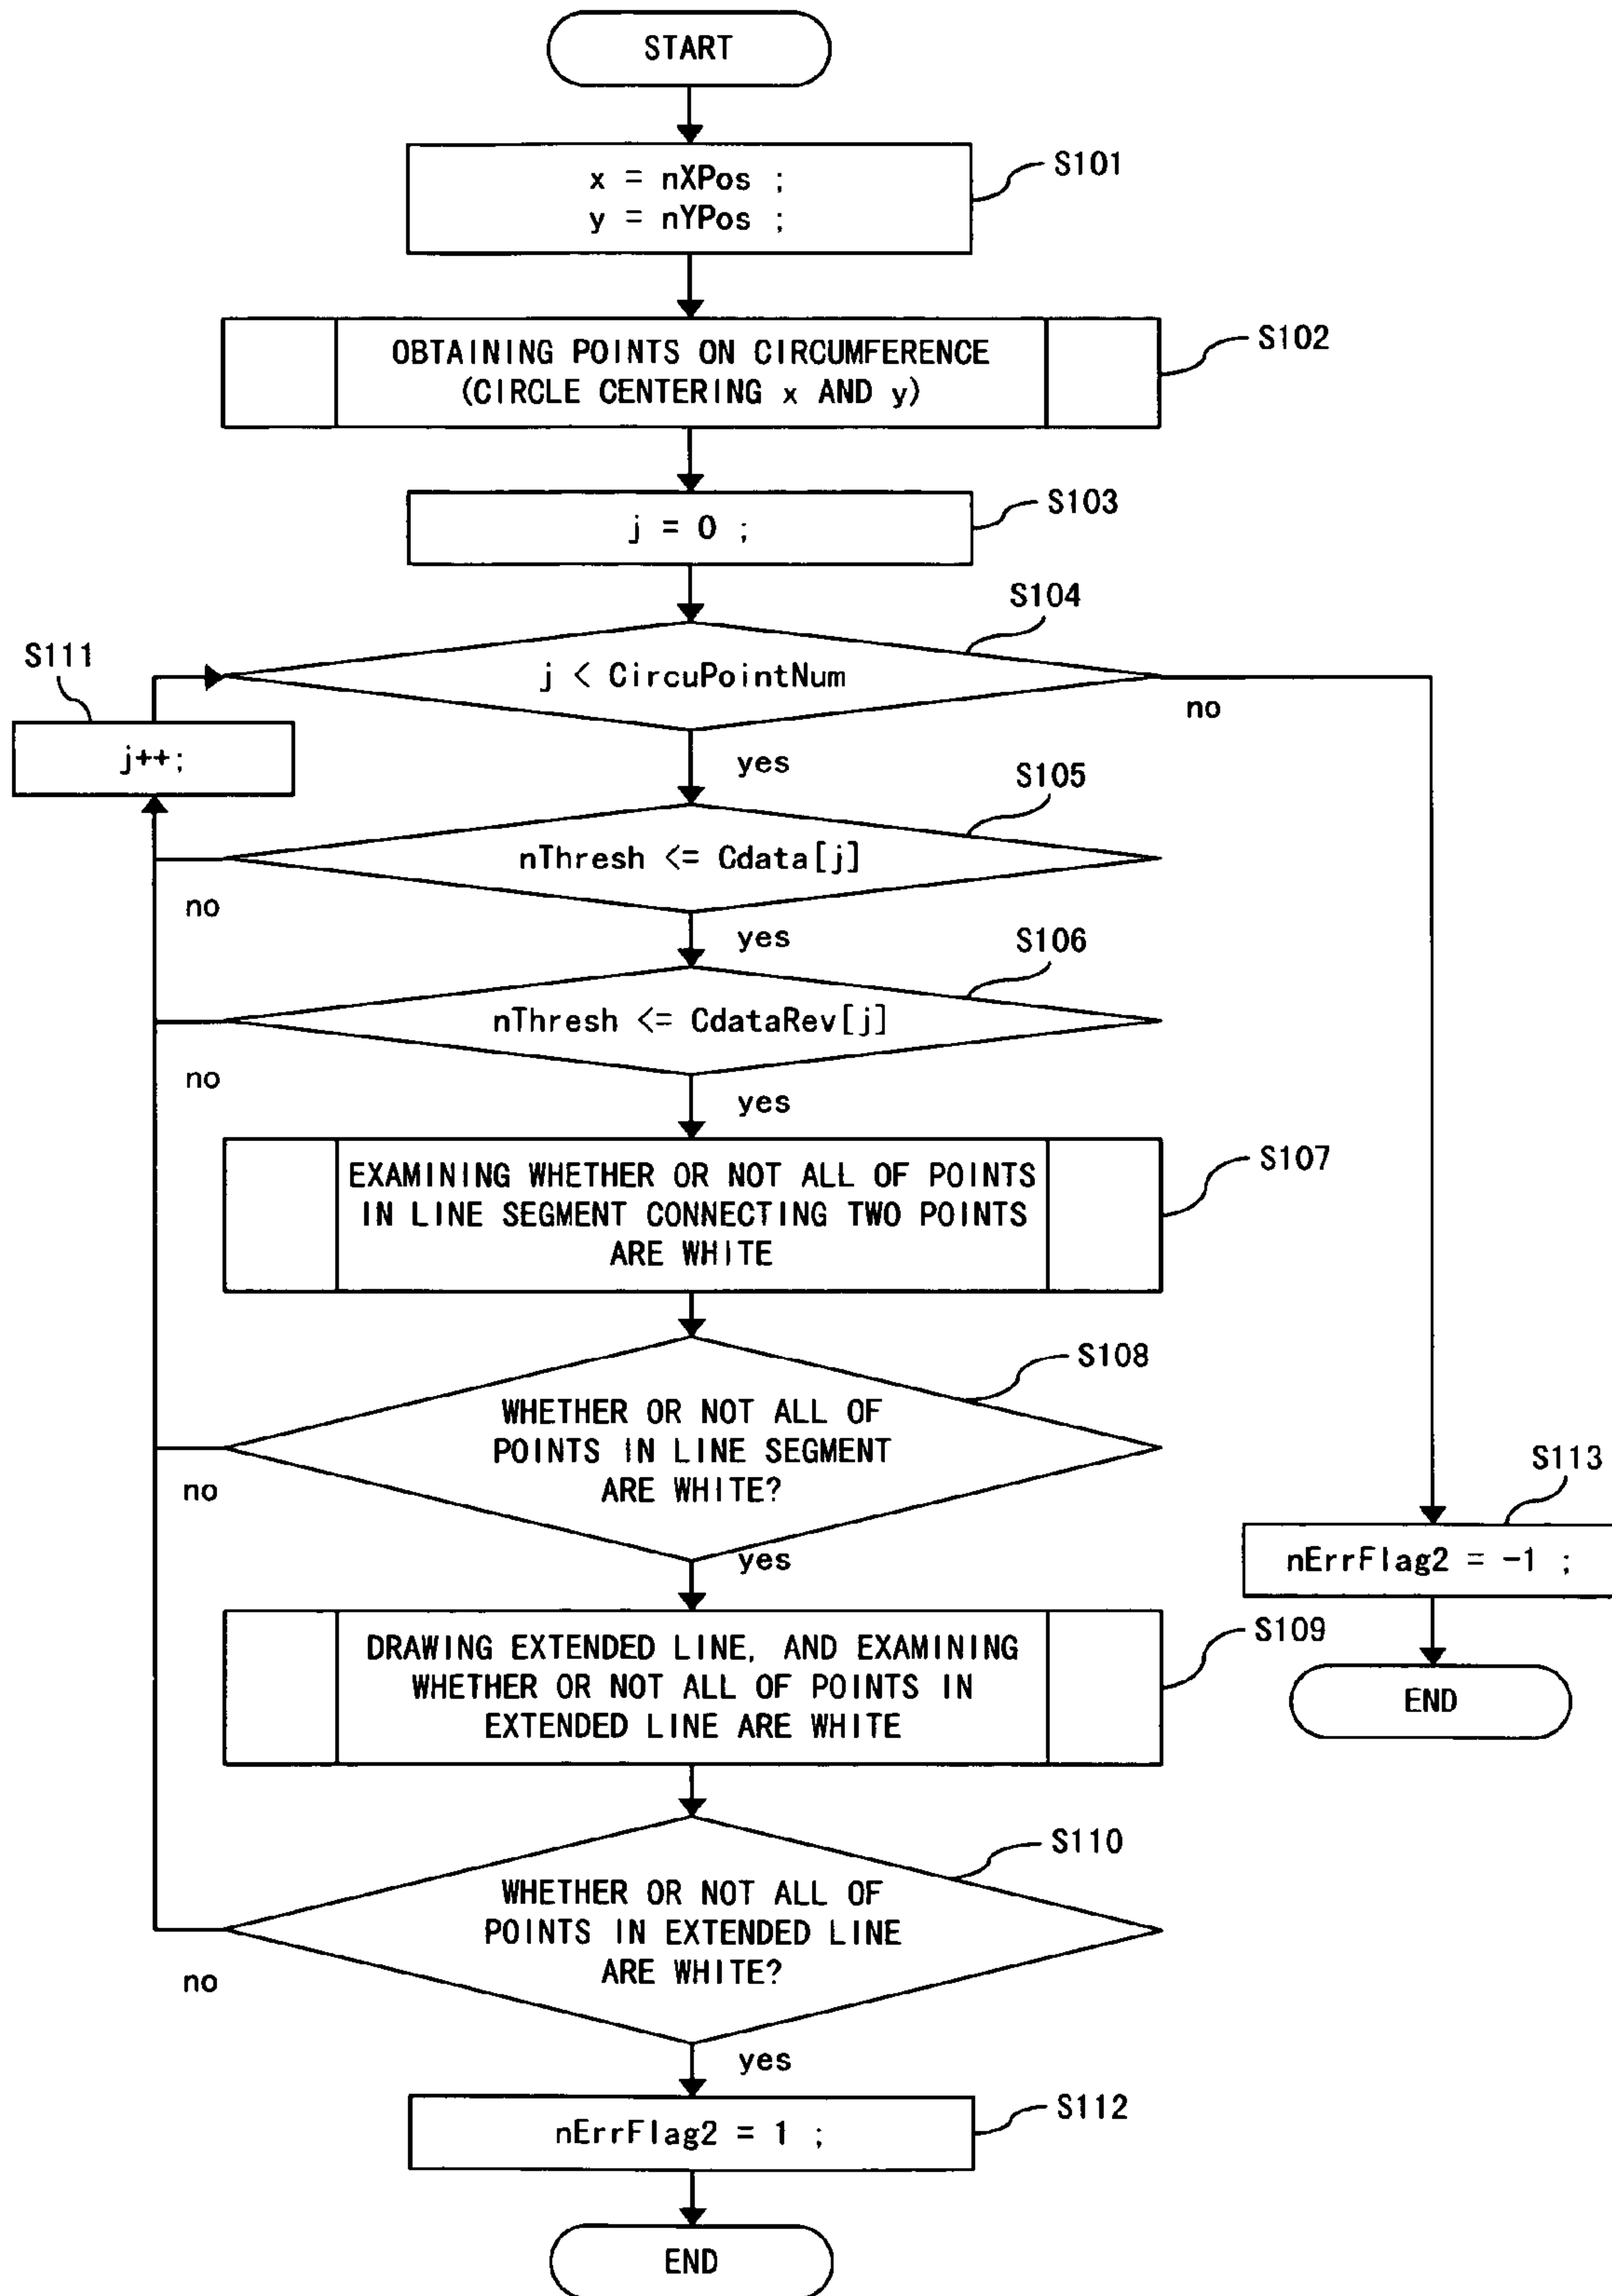 START
x = nXPos ;
y = nYPos ;
S101
OBTAINING POINTS ON CIRCUMFERENCE
(CIRCLE CENTERING x AND y)
S102
j = 0 ;
S103
S104
j < CircuPointNum
no
S111
j++;
yes
S105
nThresh <= Cdata[j]
no
yes
S106
nThresh <= CdataRev[j]
no
yes
EXAMINING WHETHER OR NOT ALL OF POINTS
IN LINE SEGMENT CONNECTING TWO POINTS
ARE WHITE
S107
S108
WHETHER OR NOT ALL OF
POINTS IN LINE SEGMENT
ARE WHITE?
no
yes
S113
nErrFlag2 = -1 ;
END
DRAWING EXTENDED LINE, AND EXAMINING
WHETHER OR NOT ALL OF POINTS IN
EXTENDED LINE ARE WHITE
S109
S110
WHETHER OR NOT ALL OF
POINTS IN EXTENDED LINE
ARE WHITE?
no
yes
nErrFlag2 = 1 ;
S112
END